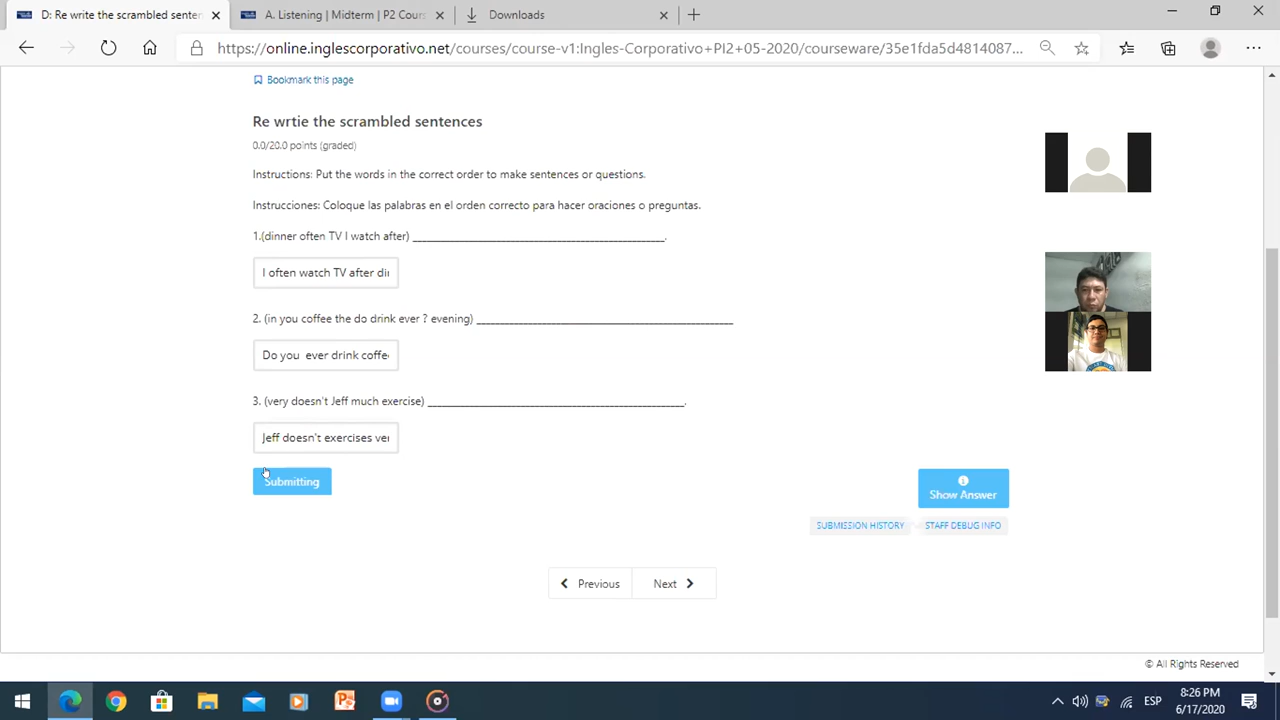 D: Re write the scrambled senten
A. Listening | Midterm | P2 Cours
Downloads
https://online.inglescorporativo.net/courses/course-v1:Ingles-Corporativo+PI2+05-2020/courseware/35e1fda5d4814087...
Bookmark this page
Re wrtie the scrambled sentences
0.0/20.0 points (graded)
Instructions: Put the words in the correct order to make sentences or questions.
Instrucciones: Coloque las palabras en el orden correcto para hacer oraciones o preguntas.
1.(dinner often TV I watch after) ________________________________________________.
I often watch TV after di
2. (in you coffee the do drink ever ? evening) ________________________________________________
Do you  ever drink coffe
3. (very doesn't Jeff much exercise) ________________________________________________.
Jeff doesn't exercises ve
Submitting
Show Answer
SUBMISSION HISTORY
STAFF DEBUG INFO
Previous
Next
© All Rights Reserved
ESP
8:26 PM
6/17/2020